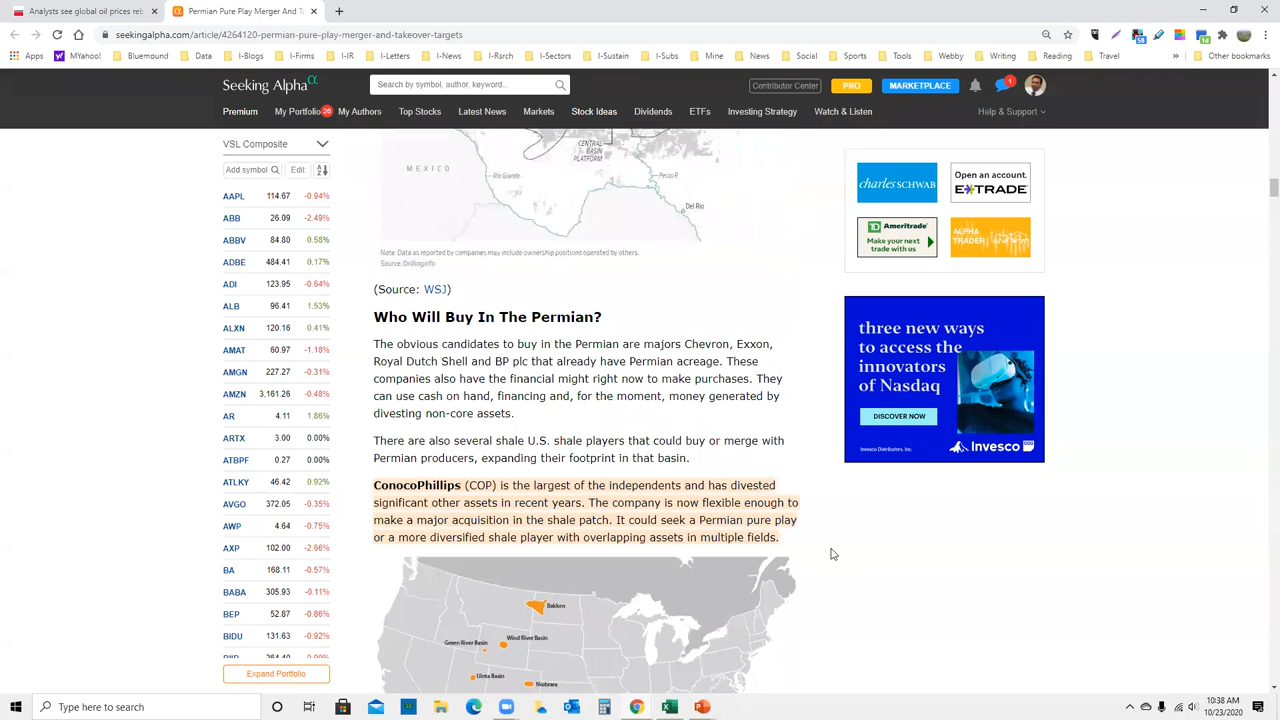 Analysts see global oil prices reb
Permian Pure Play Merger And Tak
seekingalpha.com/article/4264120-permian-pure-play-merger-and-takeover-targets
Apps MYahoo! Bluemound Data I-Blogs I-Firms I-IR I-Letters I-News I-Rsrch I-Sectors I-Sustain I-Subs Mine News Social Sports Tools Webby Writing Reading Travel » Other bookmarks
Seeking Alpha α
Search by symbol, author, keyword...
Contributor Center PRO MARKETPLACE 1
Premium My Portfolio 26 My Authors Top Stocks Latest News Markets Stock Ideas Dividends ETFs Investing Strategy Watch & Listen Help & Support
VSL Composite
Add symbol Edit
AAPL 114.67 -0.94%
ABB 26.09 -2.49%
ABBV 84.80 0.58%
ADBE 484.41 0.17%
ADI 123.95 -0.64%
ALB 96.41 1.53%
ALXN 120.16 0.41%
AMAT 60.97 -1.18%
AMGN 227.27 -0.31%
AMZN 3,161.26 -0.48%
AR 4.11 1.86%
ARTX 3.00 0.00%
ATBPF 0.27 0.00%
ATLKY 46.42 0.92%
AVGO 372.05 -0.35%
AWP 4.64 -0.75%
AXP 102.00 -2.66%
BA 168.11 -0.57%
BABA 305.93 -0.11%
BEP 52.87 -0.86%
BIDU 131.63 -0.92%
Expand Portfolio
CENTRAL
BASIN
PLATFORM
MEXICO
Rio Grande
Pecos R
Del Rio
Note: Data as reported by companies may include ownership positions operated by others.
Source: Drillinginfo
(Source: WSJ)
Who Will Buy In The Permian?
The obvious candidates to buy in the Permian are majors Chevron, Exxon,
Royal Dutch Shell and BP plc that already have Permian acreage. These
companies also have the financial might right now to make purchases. They
can use cash on hand, financing and, for the moment, money generated by
divesting non-core assets.
There are also several shale U.S. shale players that could buy or merge with
Permian producers, expanding their footprint in that basin.
ConocoPhillips (COP) is the largest of the independents and has divested
significant other assets in recent years. The company is now flexible enough to
make a major acquisition in the shale patch. It could seek a Permian pure play
or a more diversified shale player with overlapping assets in multiple fields.
Bakken
Green River Basin
Wind River Basin
Uinta Basin
Niobrara
charles SCHWAB
Open an account.
E*TRADE
TD Ameritrade
Make your next
trade with us
ALPHA
TRADER
three new ways
to access the
innovators
of Nasdaq
DISCOVER NOW
Invesco Distributors, Inc.
Invesco QQQ
Type here to search
10:38 AM
10/23/2020